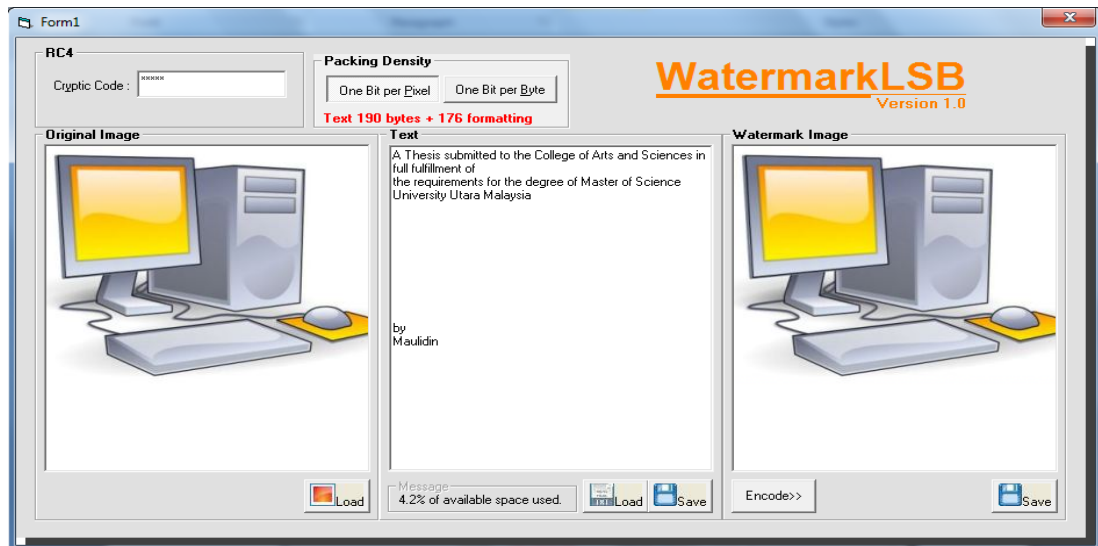 Form1
RC4
Cryptic Code :
*****
Packing Density
One Bit per Pixel
One Bit per Byte
Text 190 bytes + 176 formatting
WatermarkLSB
Version 1.0
Original Image
Text
Watermark Image
A Thesis submitted to the College of Arts and Sciences in
full fulfillment of
the requirements for the degree of Master of Science
University Utara Malaysia
by
Maulidin
Load
Message
4.2% of available space used.
Load
Save
Encode>>
Save